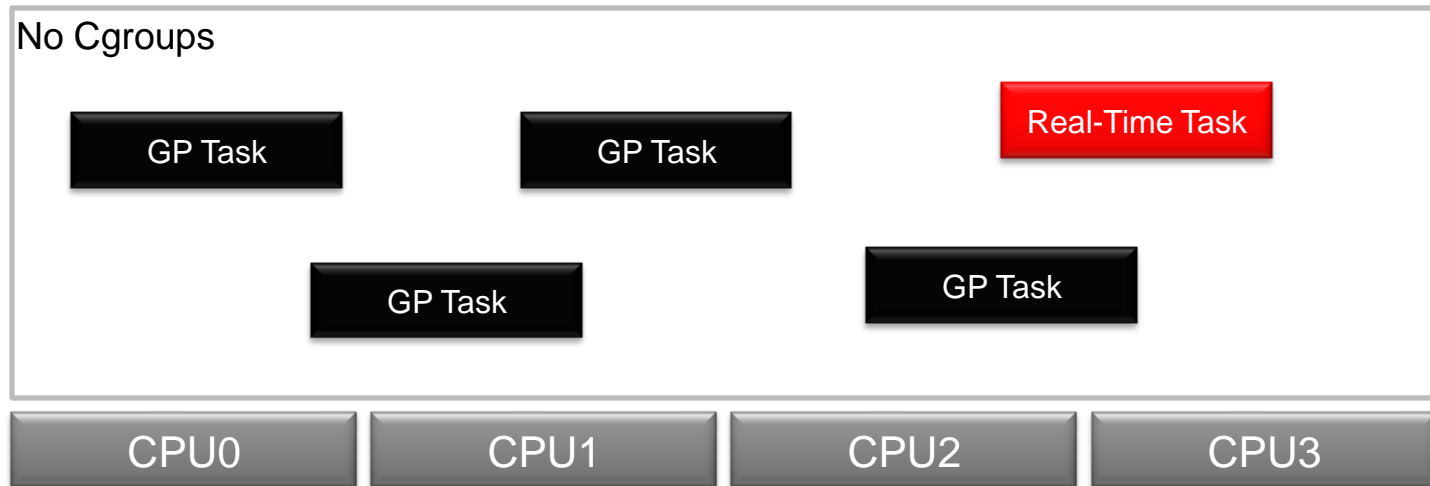 No Cgroups
Real-Time Task
GP Task
GP Task
GP Task
GP Task
CPU0
CPU1
CPU2
CPU3